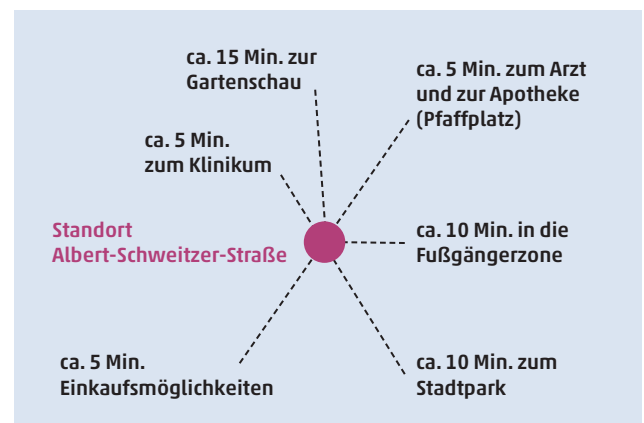 ca. 15 Min. zur
Gartenschau
ca. 5 Min. zum Arzt
und zur Apotheke
(Pfaffplatz)
ca. 5 Min.
zum Klinikum
Standort
Albert-Schweitzer-Straße
ca. 10 Min. in die
Fußgängerzone
ca. 5 Min.
Einkaufsmöglichkeiten
ca. 10 Min. zum
Stadtpark